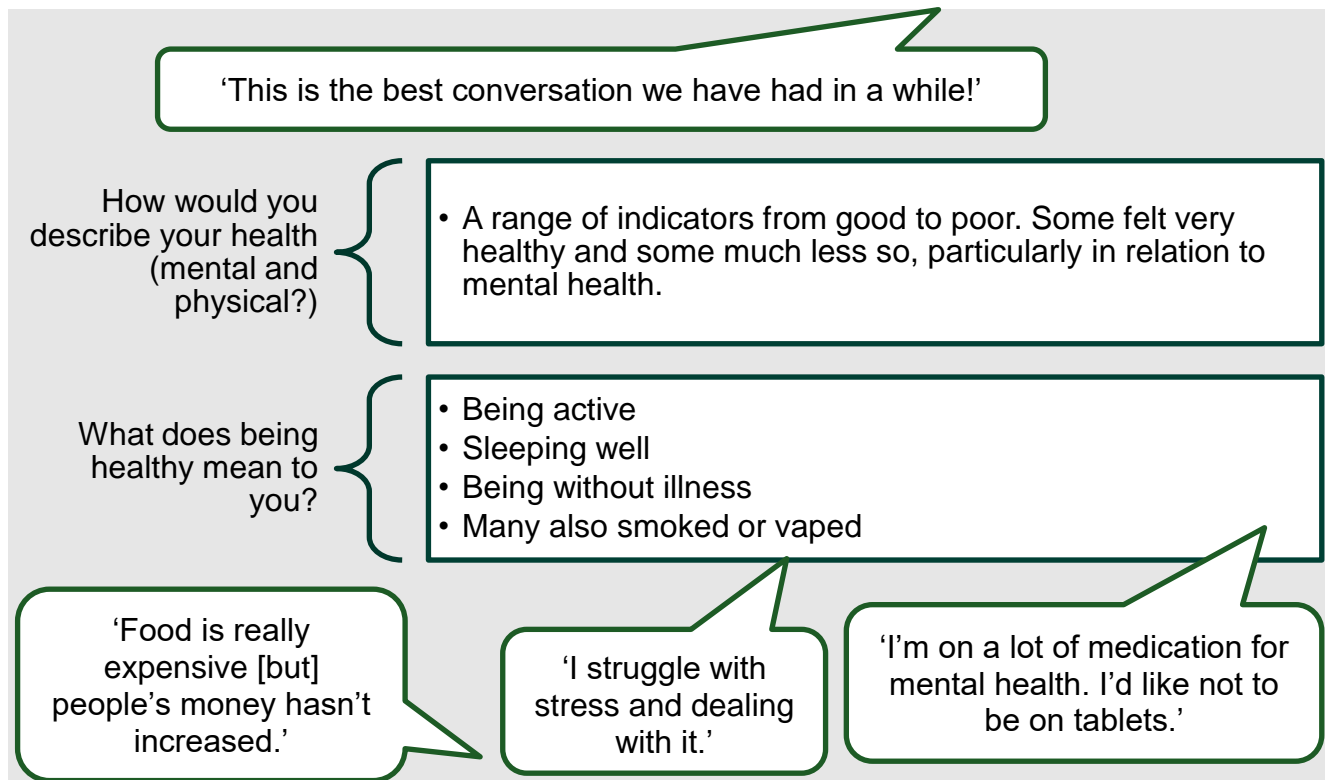 ‘This is the best conversation we have had in a while!’
How would you
describe your health
(mental and
physical?)
• A range of indicators from good to poor. Some felt very
healthy and some much less so, particularly in relation to
mental health.
What does being
healthy mean to
you?
• Being active
• Sleeping well
• Being without illness
• Many also smoked or vaped
‘Food is really
expensive [but]
people’s money hasn’t
increased.’
‘I struggle with
stress and dealing
with it.’
‘I’m on a lot of medication for
mental health. I’d like not to
be on tablets.’